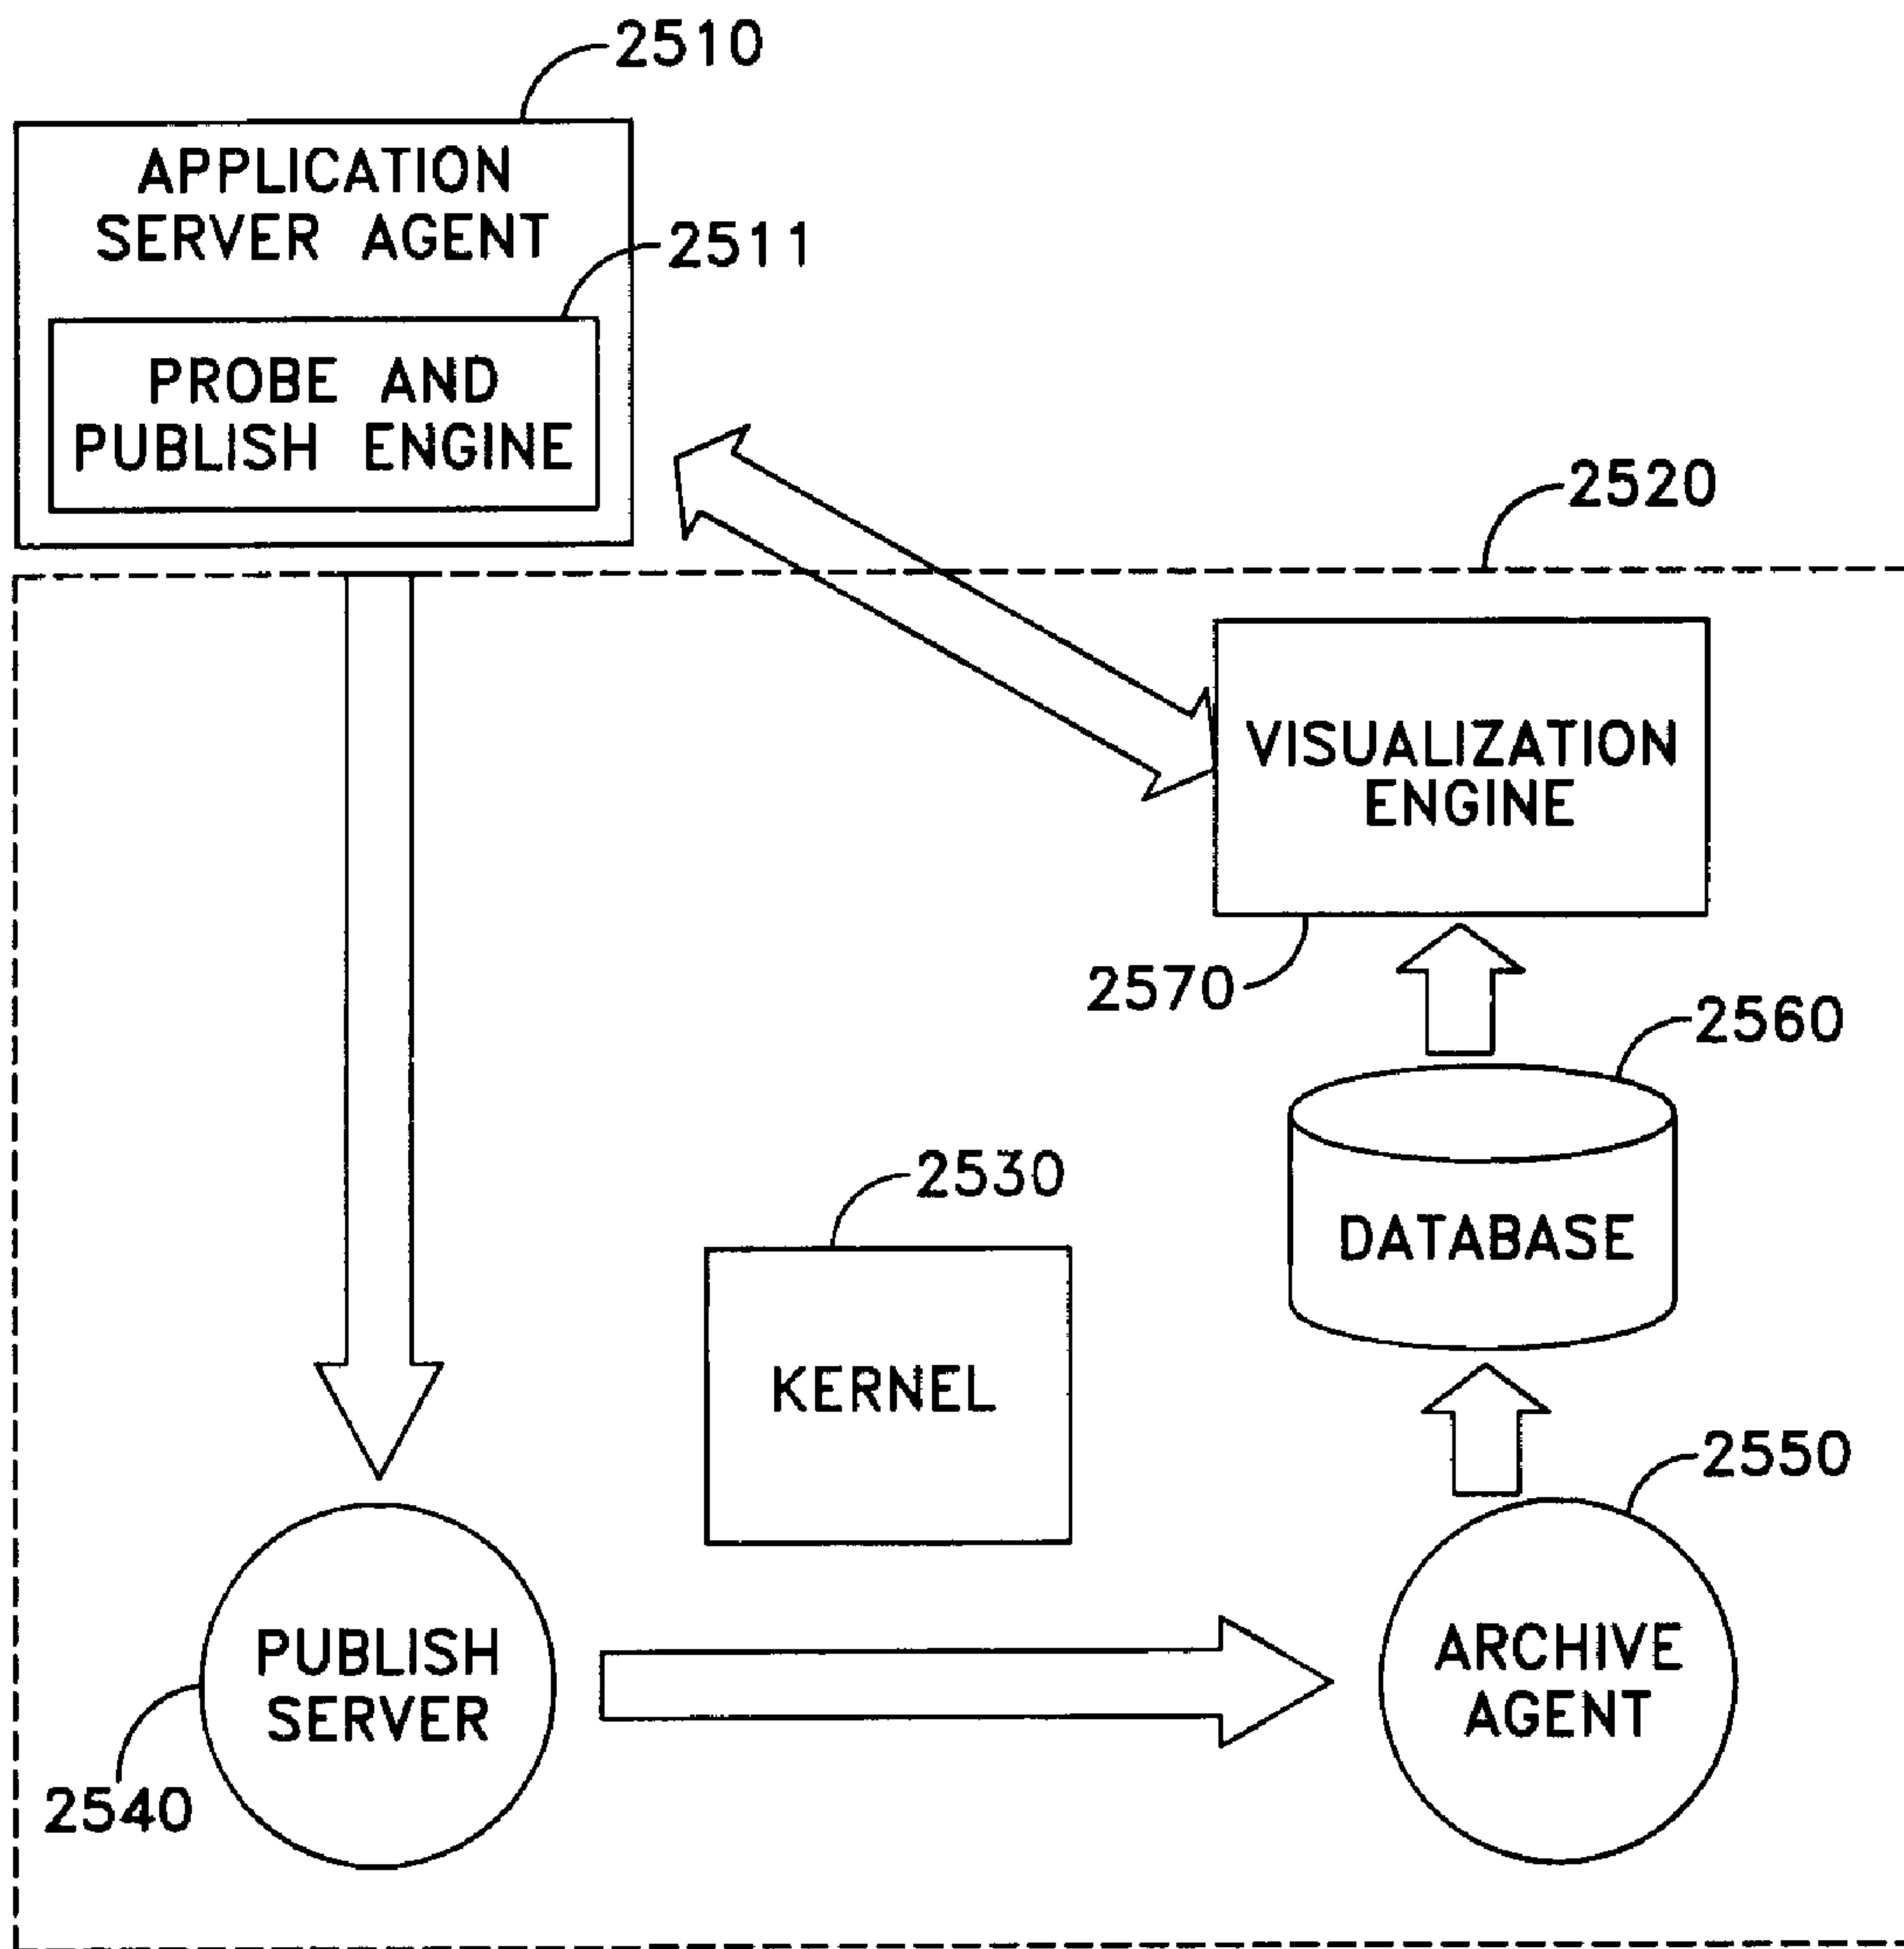 2510
APPLICATION
SERVER AGENT
2511
PROBE AND
PUBLISH ENGINE
2520
VISUALIZATION
ENGINE
2570
2560
DATABASE
2530
KERNEL
2550
PUBLISH
SERVER
2540
ARCHIVE
AGENT